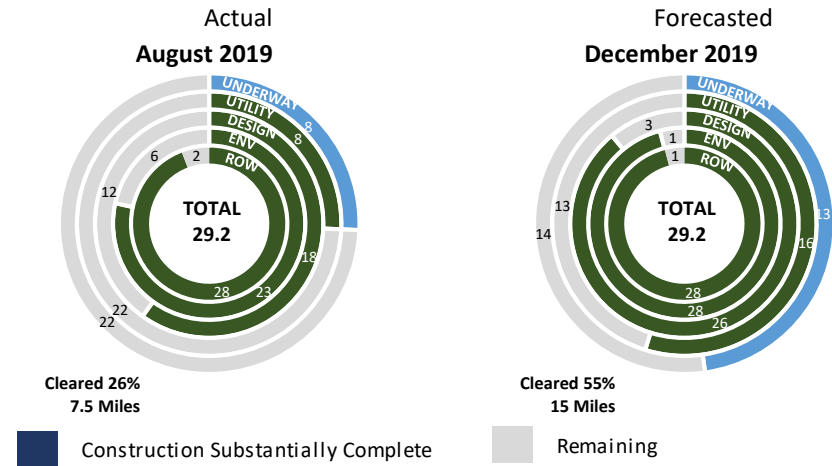 Actual
August 2019
UNDERWAY
UTILITY
DESIGN
ENV
ROW
8
8
6
2
12
TOTAL
29.2
18
28
23
22
22
Cleared 26%
7.5 Miles
Forecasted
December 2019
UNDERWAY
UTILITY
DESIGN
ENV
ROW
3
1
1
13
14
TOTAL
29.2
13
16
28
28
26
Cleared 55%
15 Miles
Construction Substantially Complete
Remaining